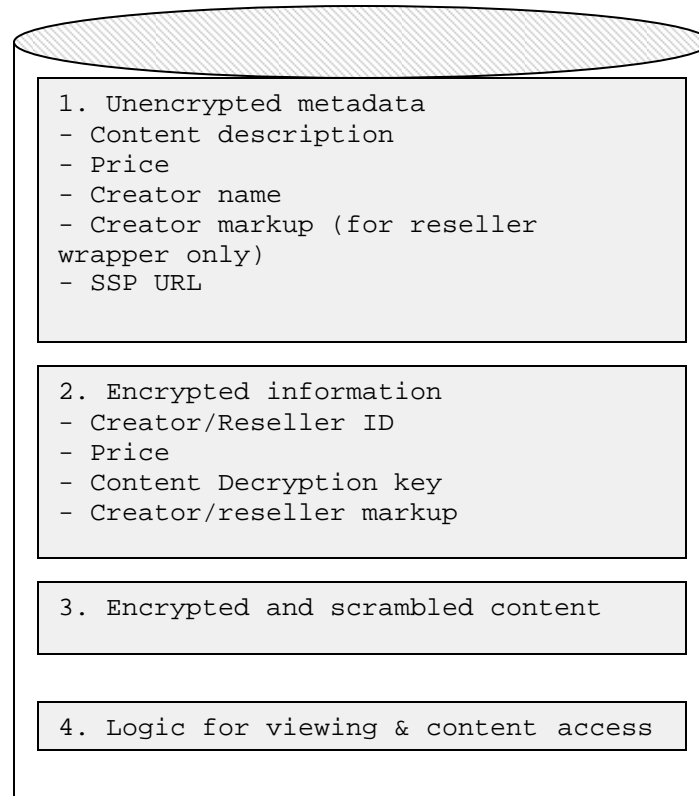 1. Unencrypted metadata
- Content description
- Price
- Creator name
- Creator markup (for reseller
wrapper only)
- SSP URL
2. Encrypted information
- Creator/Reseller ID
- Price
- Content Decryption key
- Creator/reseller markup
3. Encrypted and scrambled content
4. Logic for viewing & content access